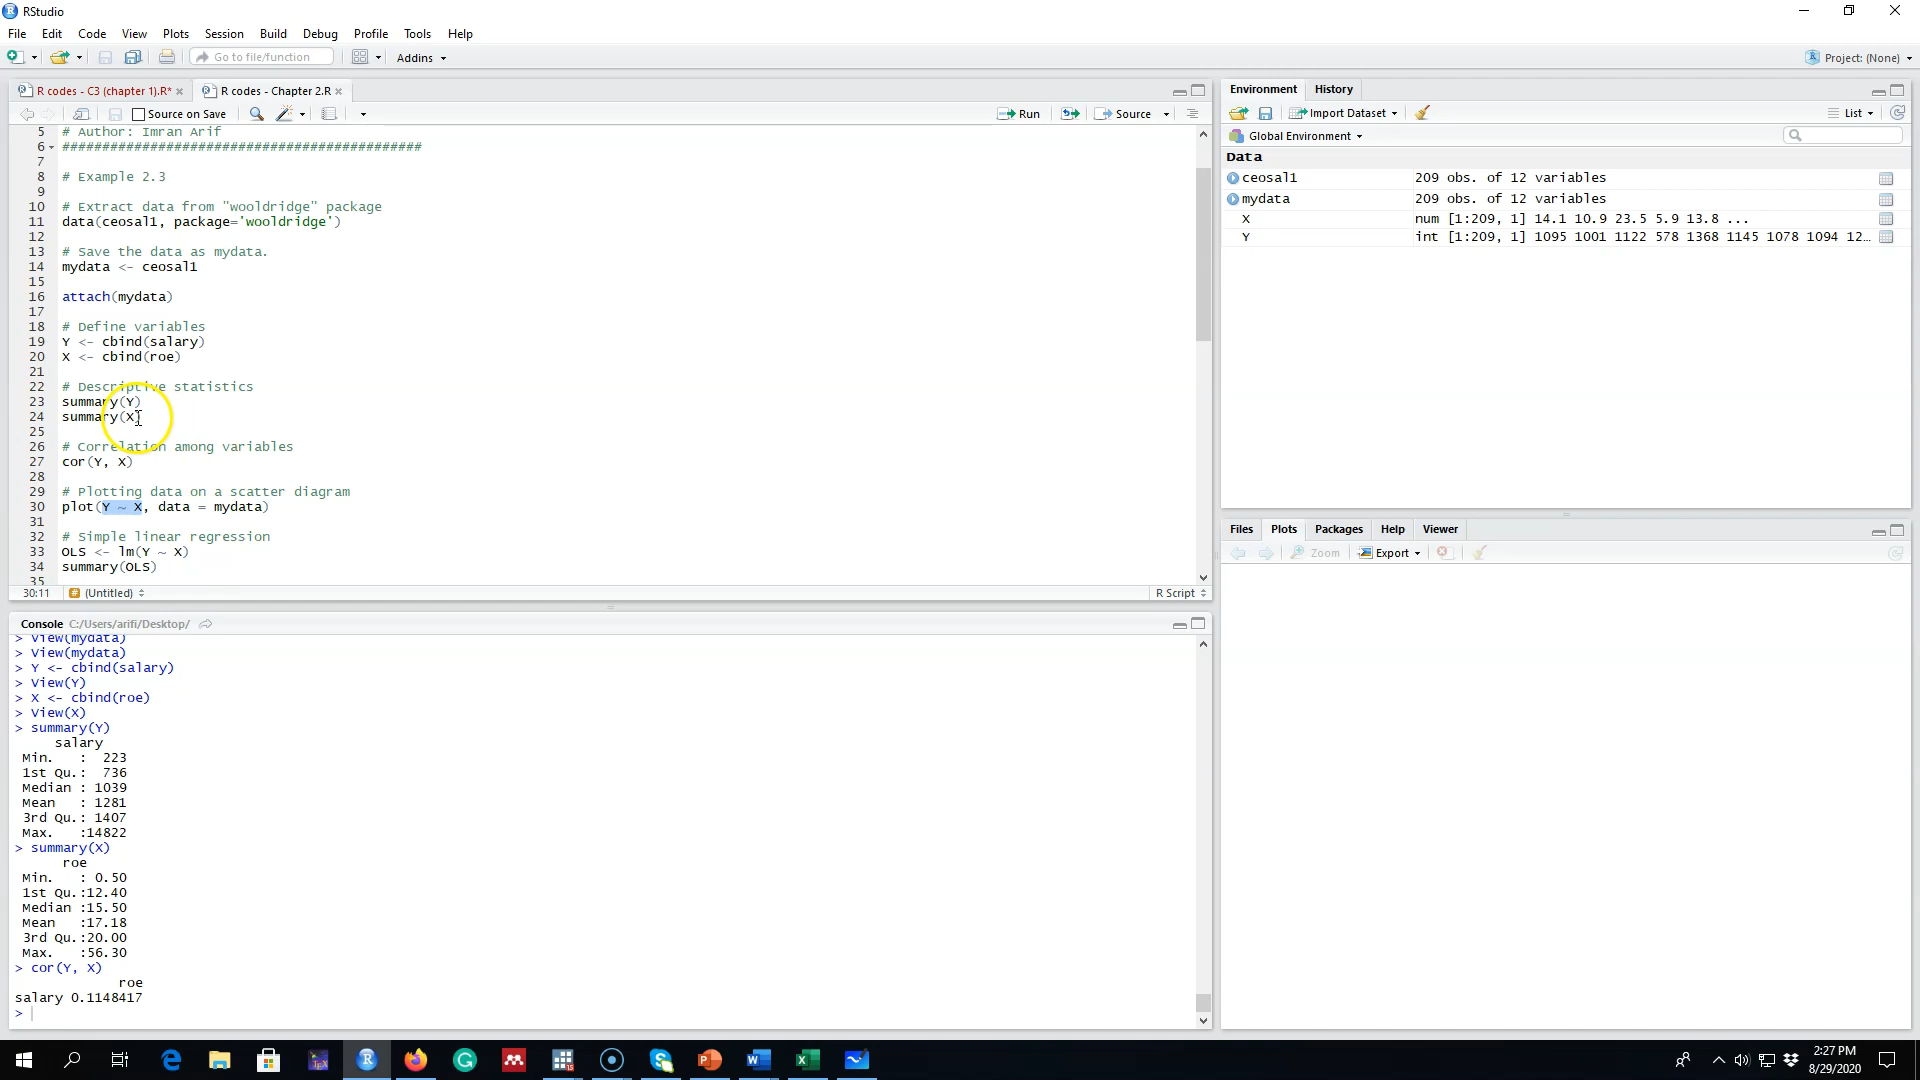 RStudio
File Edit Code View Plots Session Build Debug Profile Tools Help
Go to file/function Addins Project: (None)
R codes - C3 (chapter 1).R* R codes - Chapter 2.R
Source on Save Run Source
5 # Author: Imran Arif
6 #############################################
7
8 # Example 2.3
9
10 # Extract data from "wooldridge" package
11 data(ceosal1, package='wooldridge')
12
13 # Save the data as mydata.
14 mydata <- ceosal1
15
16 attach(mydata)
17
18 # Define variables
19 Y <- cbind(salary)
20 X <- cbind(roe)
21
22 # Descriptive statistics
23 summary(Y)
24 summary(X)
25
26 # Correlation among variables
27 cor(Y, X)
28
29 # Plotting data on a scatter diagram
30 plot(Y ~ X, data = mydata)
31
32 # Simple linear regression
33 OLS <- lm(Y ~ X)
34 summary(OLS)
35
30:11 # (Untitled) R Script
Console C:/Users/arifi/Desktop/
> View(mydata)
> View(mydata)
> Y <- cbind(salary)
> View(Y)
> X <- cbind(roe)
> View(X)
> summary(Y)
salary
Min. : 223
1st Qu.: 736
Median : 1039
Mean : 1281
3rd Qu.: 1407
Max. :14822
> summary(X)
roe
Min. : 0.50
1st Qu.:12.40
Median :15.50
Mean :17.18
3rd Qu.:20.00
Max. :56.30
> cor(Y, X)
roe
salary 0.1148417
>
Environment History
Import Dataset List
Global Environment
Data
ceosal1 209 obs. of 12 variables
mydata 209 obs. of 12 variables
X num [1:209, 1] 14.1 10.9 23.5 5.9 13.8 ...
Y int [1:209, 1] 1095 1001 1122 578 1368 1145 1078 1094 12...
Files Plots Packages Help Viewer
Zoom Export
2:27 PM
8/29/2020